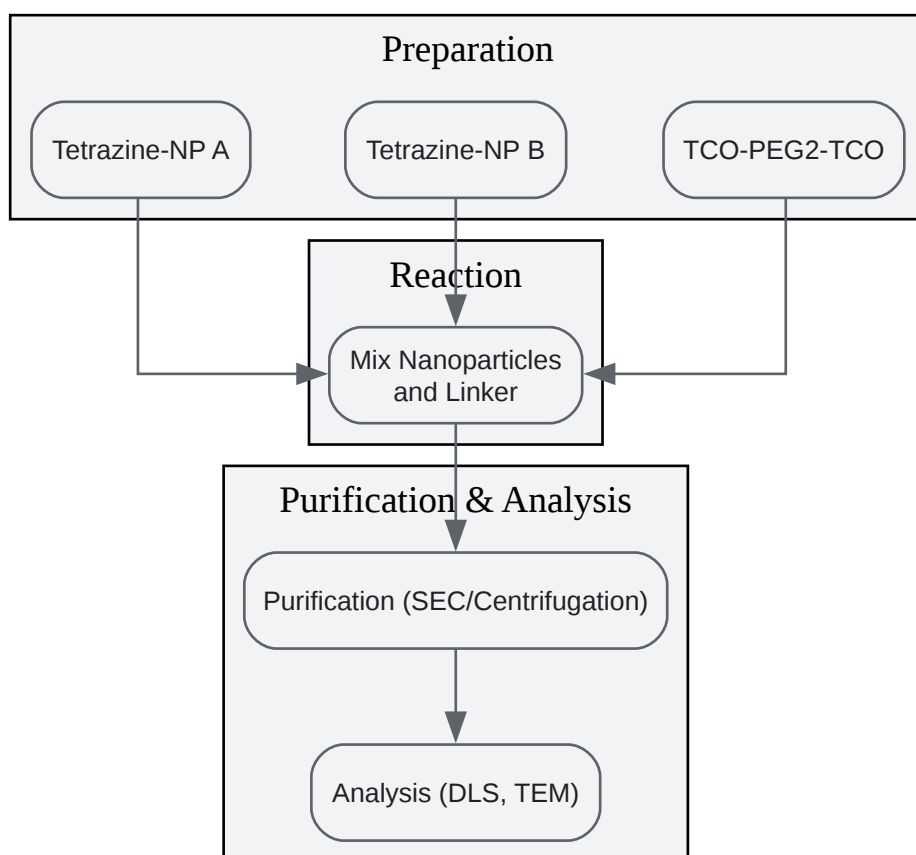 Preparation
Tetrazine-NP A
Tetrazine-NP B
TCO-PEG2-TCO
Reaction
Mix Nanoparticles
and Linker
Purification & Analysis
Purification (SEC/Centrifugation)
Analysis (DLS, TEM)